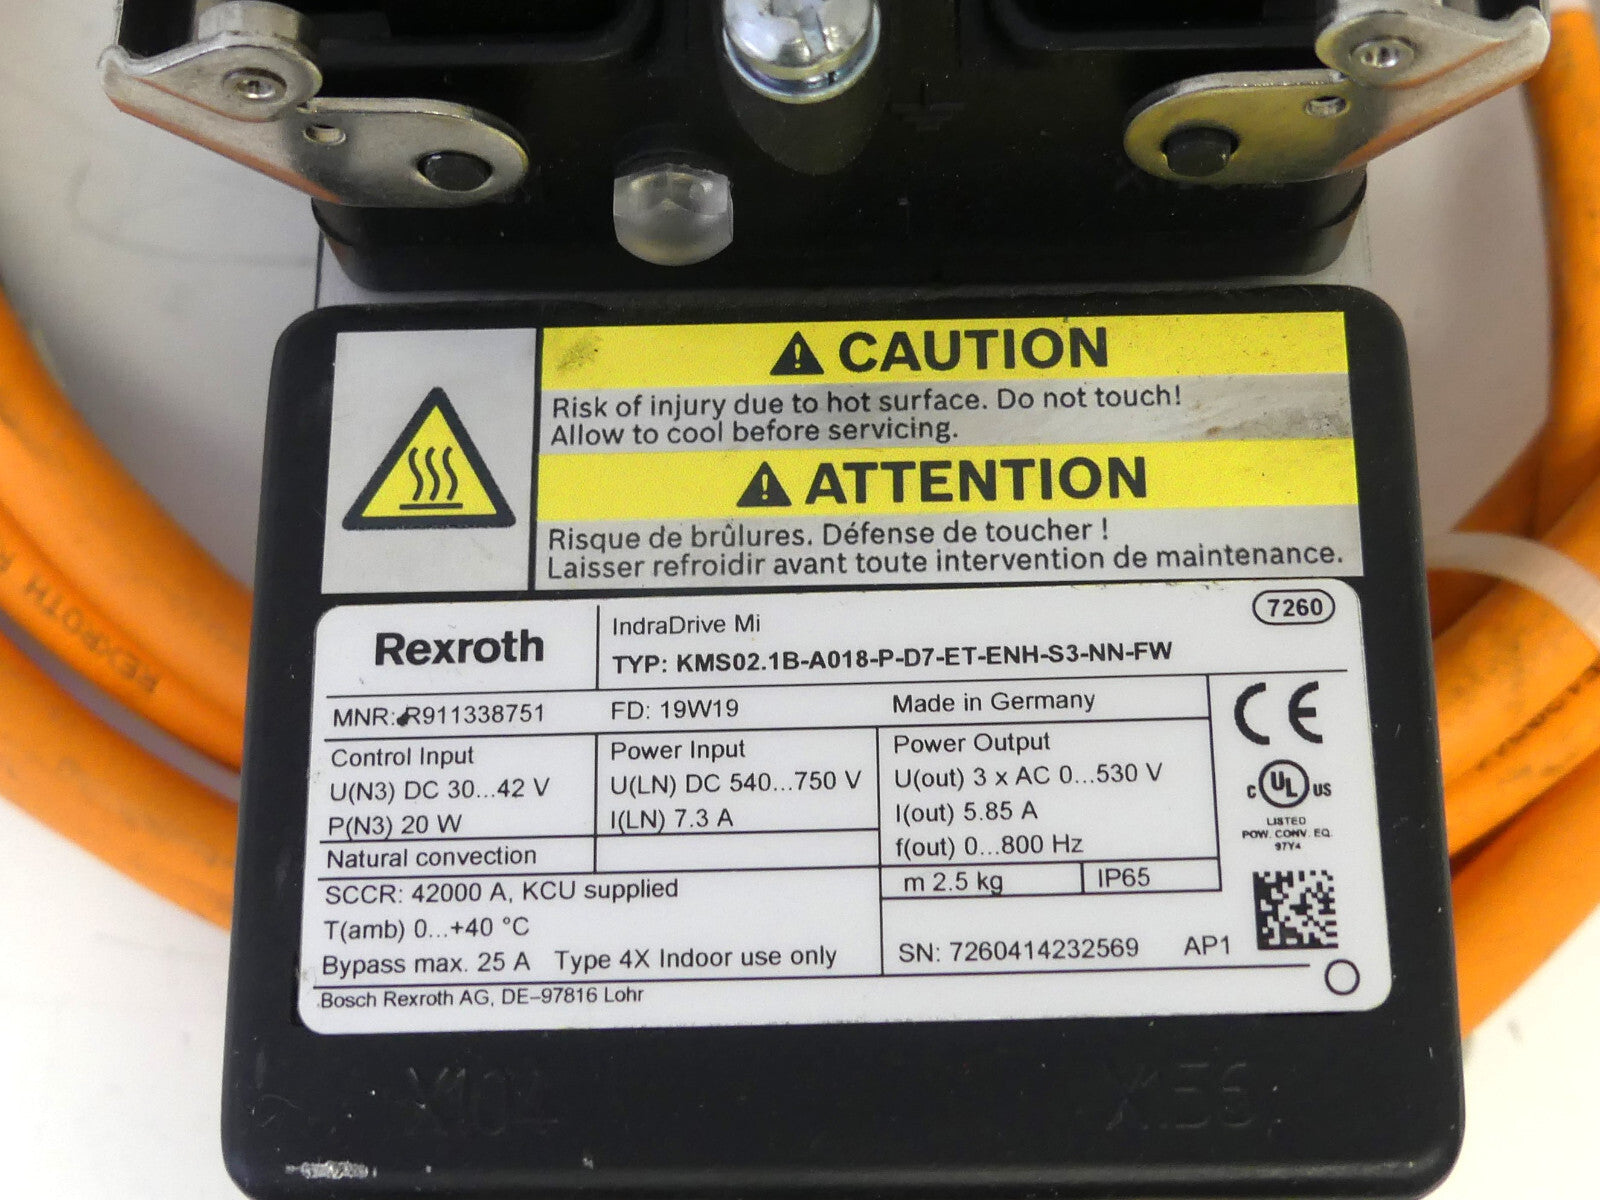 CAUTION
Risk of injury due to hot surface. Do not touch!
Allow to cool before servicing.
ATTENTION
Risque de brûlures. Défense de toucher !
Laisser refroidir avant toute intervention de maintenance.
7260
Rexroth
IndraDrive Mi
TYP: KMS02.1B-A018-P-D7-ET-ENH-S3-NN-FW
MNR: R911338751
FD: 19W19
Made in Germany
Control Input
U(N3) DC 30...42 V
P(N3) 20 W
Power Input
U(LN) DC 540...750 V
I(LN) 7.3 A
Power Output
U(out) 3 x AC 0...530 V
I(out) 5.85 A
f(out) 0...800 Hz
CE
C UL US
LISTED
POW. CONV. EQ.
97Y4
Natural convection
SCCR: 42000 A, KCU supplied
T(amb) 0...+40 °C
Bypass max. 25 A Type 4X Indoor use only
m 2.5 kg
IP65
SN: 7260414232569 AP1
Bosch Rexroth AG, DE-97816 Lohr
X104
X156
REXROTH